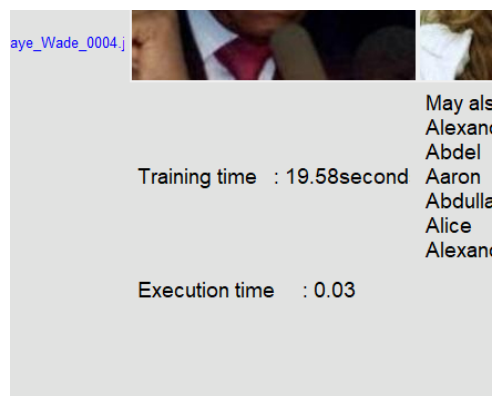 aye_Wade_0004.j
May als
Alexand
Abdel
Training time : 19.58second
Aaron
Abdulla
Alice
Alexand
Execution time : 0.03